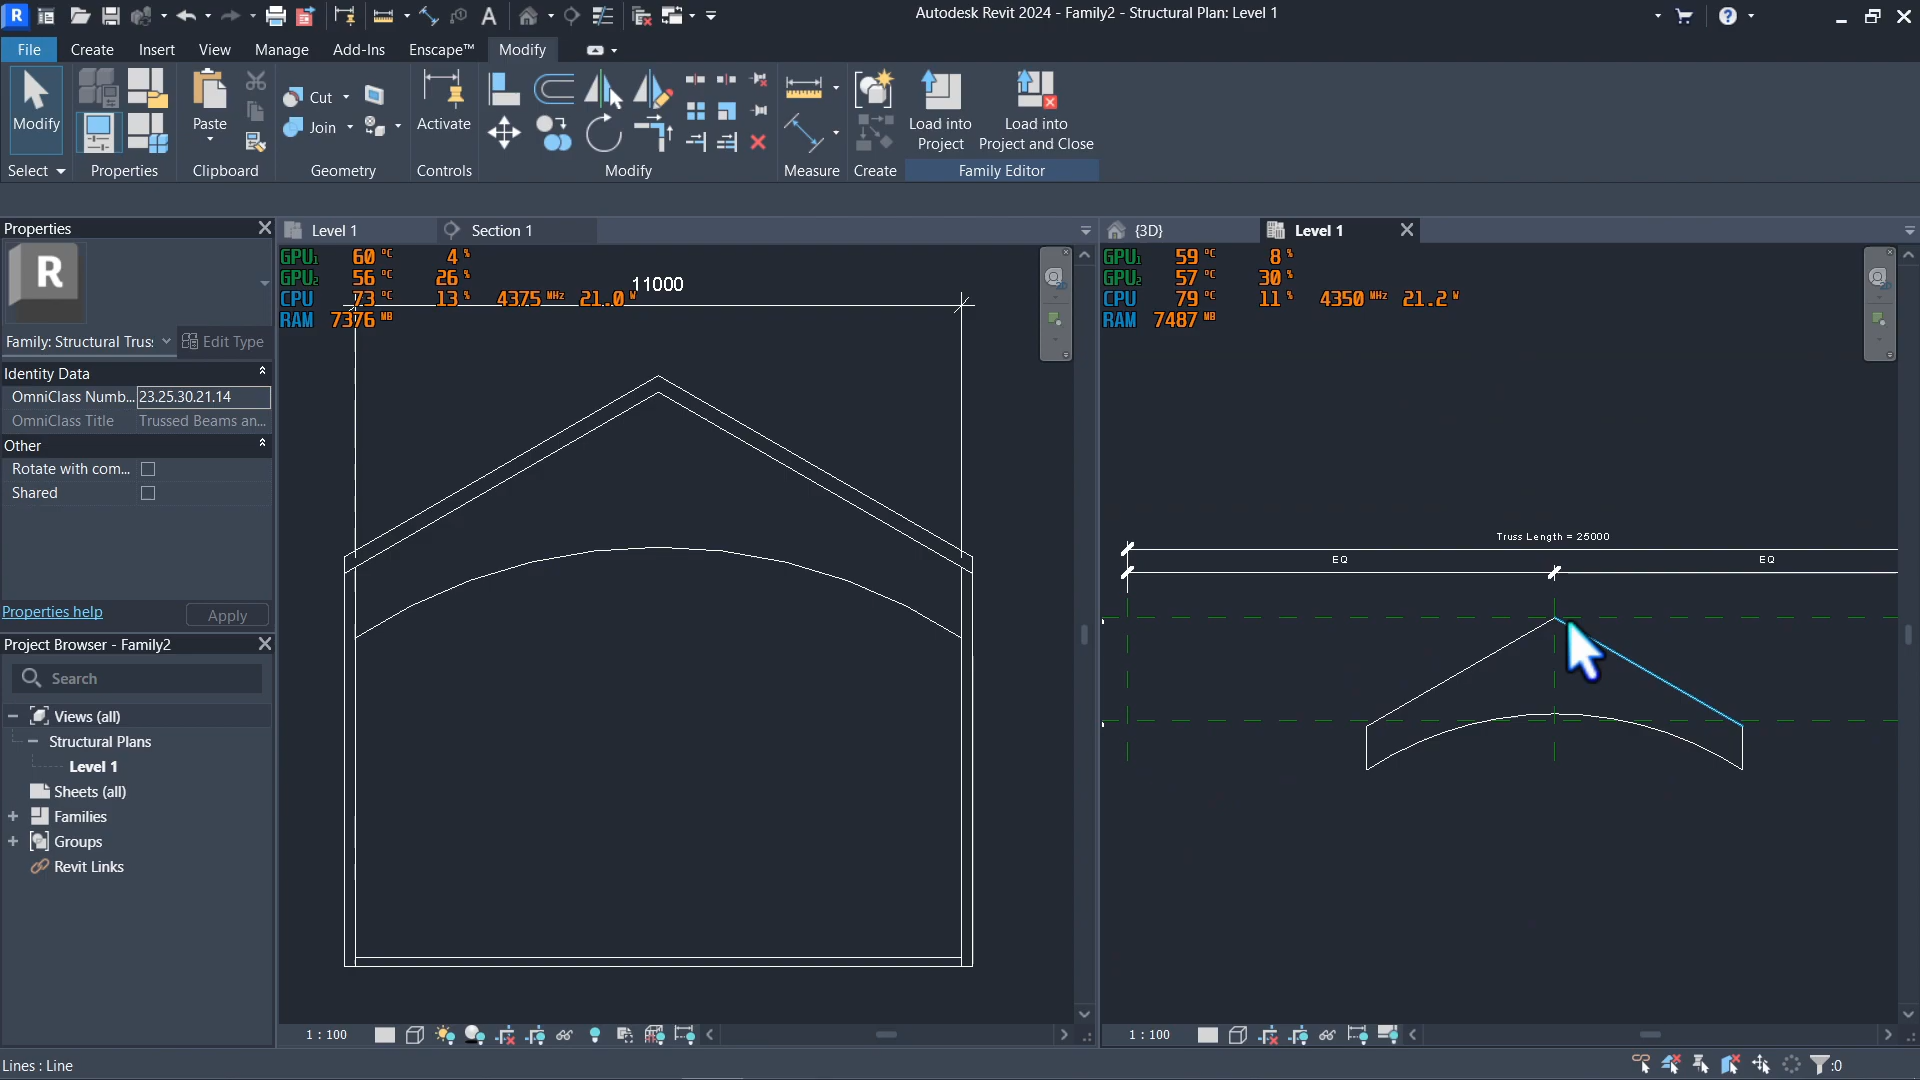 Autodesk Revit 2024 - Family2 - Structural Plan: Level 1
File Create Insert View Manage Add-Ins Enscape™ Modify
Modify
Paste
Cut
Join
Activate
Load into
Project
Load into
Project and Close
Select Properties Clipboard Geometry Controls Modify Measure Create Family Editor
Properties
R
Family: Structural Trus: Edit Type
Identity Data
OmniClass Numb... 23.25.30.21.14
OmniClass Title Trussed Beams an...
Other
Rotate with com...
Shared
Properties help Apply
Project Browser - Family2
Search
Views (all)
Structural Plans
Level 1
Sheets (all)
Families
Groups
Revit Links
Level 1 Section 1
GPU1 60 °C 4 %
GPU2 56 °C 26 %
CPU 73 °C 13 % 4375 MHz 21.0 W
RAM 7376 MB
11000
1 : 100
{3D} Level 1
GPU1 59 °C 8 %
GPU2 57 °C 30 %
CPU 79 °C 11 % 4350 MHz 21.2 W
RAM 7487 MB
Truss Length = 25000
EQ EQ
1 : 100
Lines : Line
:0